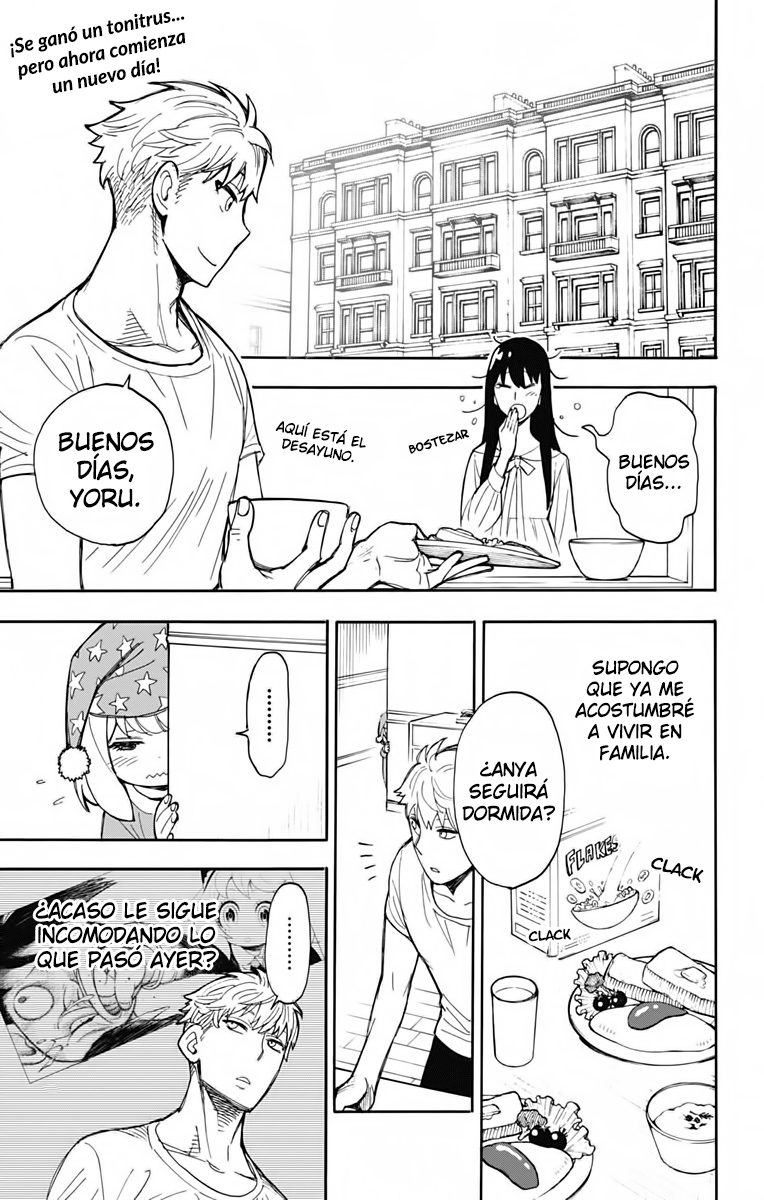 ¡Se ganó un tonitrus...
pero ahora comienza
un nuevo día!
BUENOS
DÍAS,
YORU.
AQUÍ ESTÁ EL
DESAYUNO.
BOSTEZAR
BUENOS
DÍAS...
SUPONGO
QUE YA ME
ACOSTUMBRÉ
A VIVIR EN
FAMILIA.
¿ANYA
SEGUIRÁ
DORMIDA?
FLAKES
CLACK
CLACK
.........
¿ACASO LE SIGUE
INCOMODANDO LO
QUE PASÓ AYER?
.........